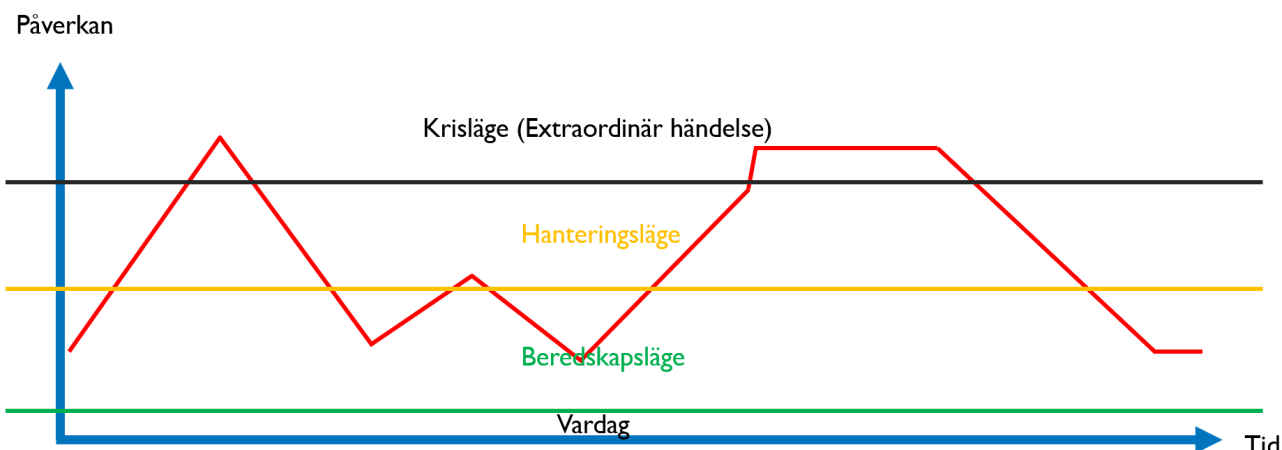 Påverkan
Krisläge (Extraordinär händelse)
Hanteringsläge
Beredskapsläge
Vardag
Tid